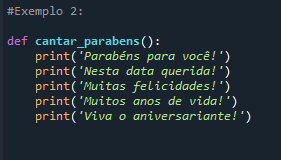 #Exemplo 2:
def cantar_parabens():
    print('Parabéns para você!')
    print('Nesta data querida!')
    print('Muitas felicidades!')
    print('Muitos anos de vida!')
    print('Viva o aniversariante!')